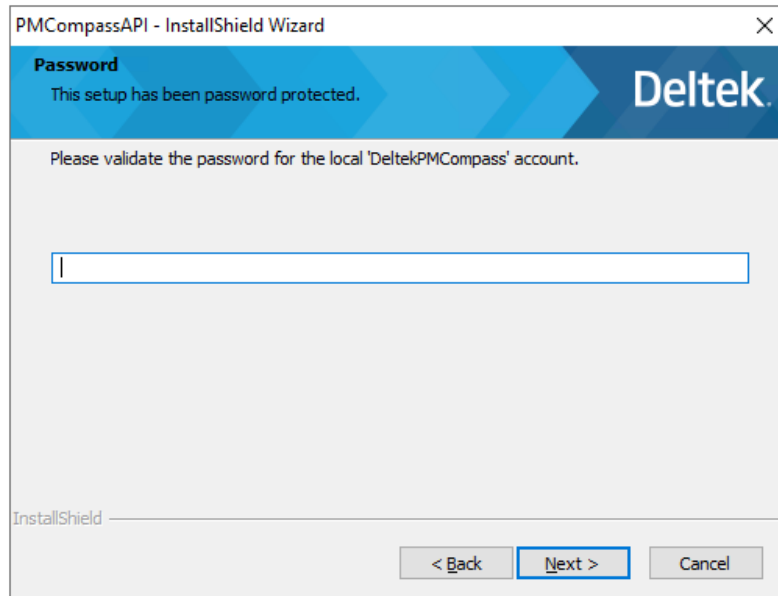 PMCompassAPI - InstallShield Wizard
Password
This setup has been password protected.
Deltek.
Please validate the password for the local 'DeltekPMCompass' account.
InstallShield
< Back
Next >
Cancel